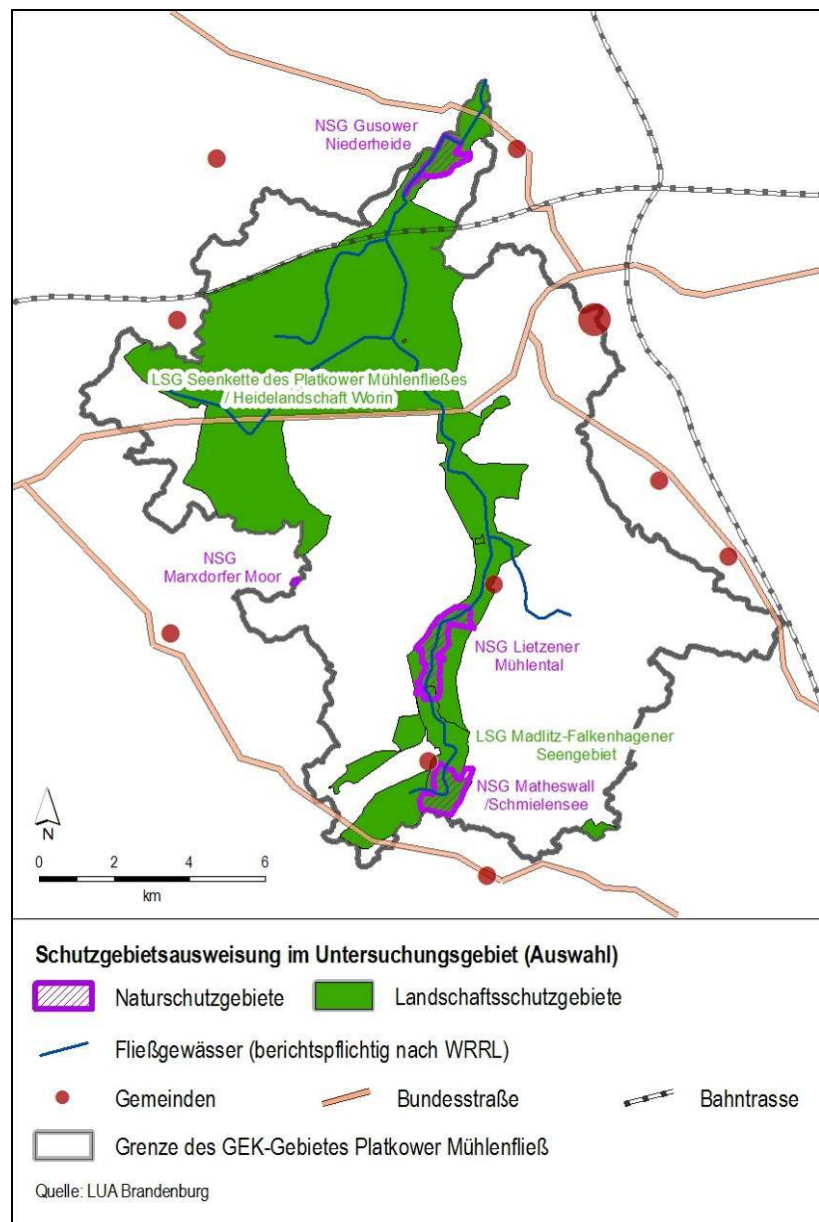 NSG Gusower
Niederheide
LSG Seenkette des Platkower Mühlenfließes
/ Heidelandschaft Worin
NSG
Marxdorfer Moor
NSG Lietzener
Mühlental
LSG Madlitz-Falkenhagener
Seengebiet
NSG Matheswall
/Schmielensee
N
0 2 4 6
km
Schutzgebietsausweisung im Untersuchungsgebiet (Auswahl)
Naturschutzgebiete Landschaftsschutzgebiete
Fließgewässer (berichtspflichtig nach WRRL)
Gemeinden Bundesstraße Bahntrasse
Grenze des GEK-Gebietes Platkower Mühlenfließ
Quelle: LUA Brandenburg